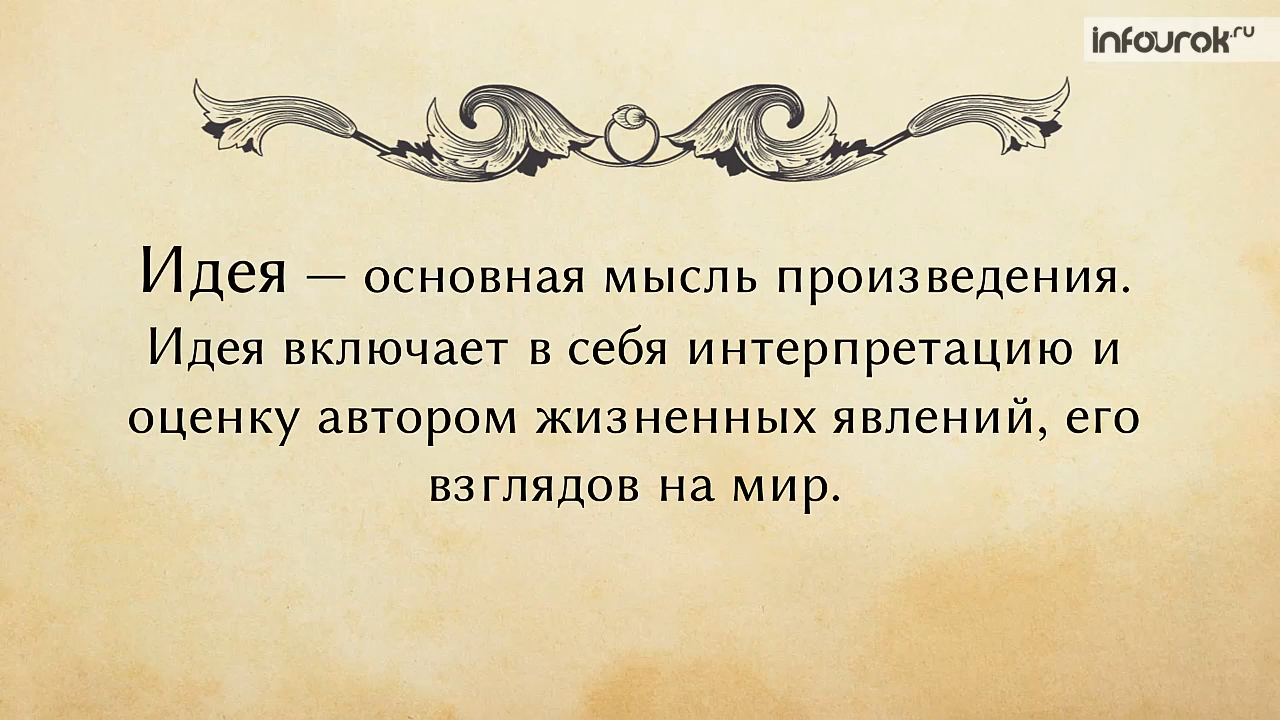 infourok.ru
Идея — основная мысль произведения.
Идея включает в себя интерпретацию и
оценку автором жизненных явлений, его
взглядов на мир.